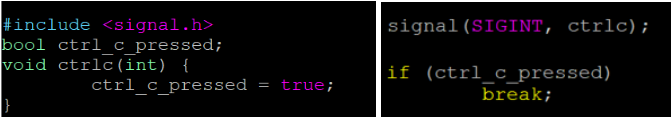 #include <signal.h>
bool ctrl_c_pressed;
void ctrlc(int) {
        ctrl_c_pressed = true;
}
signal(SIGINT, ctrlc);
if (ctrl_c_pressed)
        break;